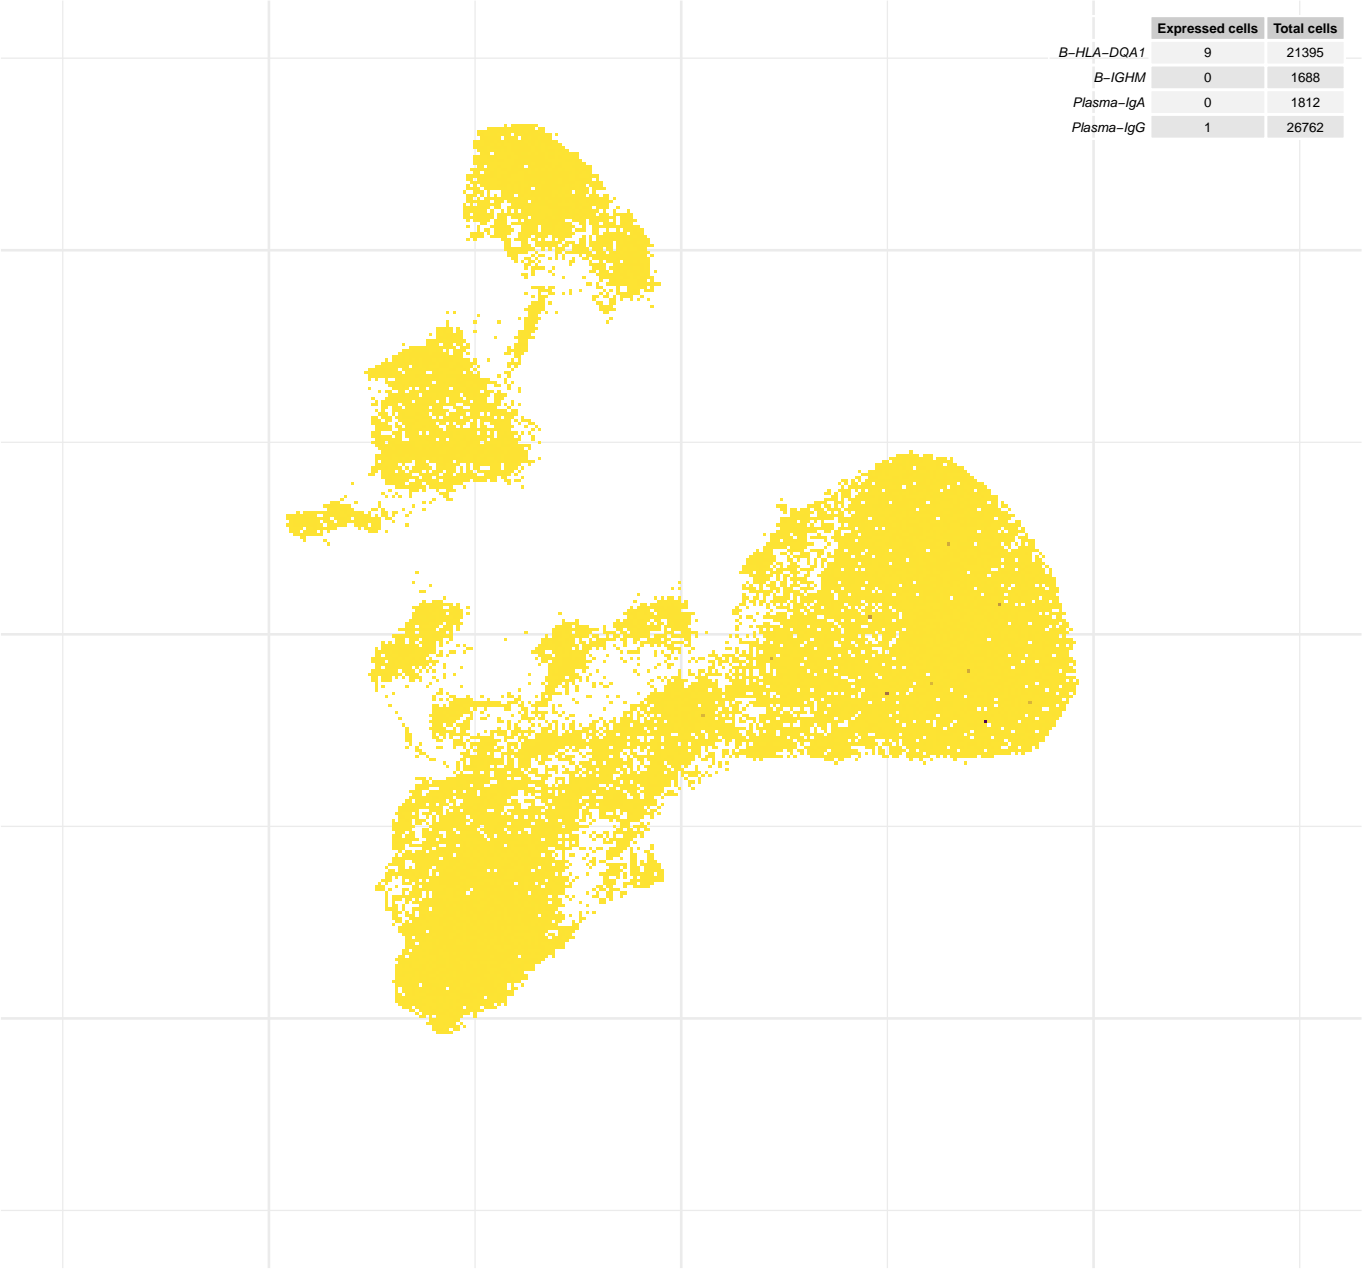 Expressed cells Total cells
B−HLA−DQA1 9 21395
B−IGHM 0 1688
Plasma−IgA 0 1812
Plasma−IgG 1 26762